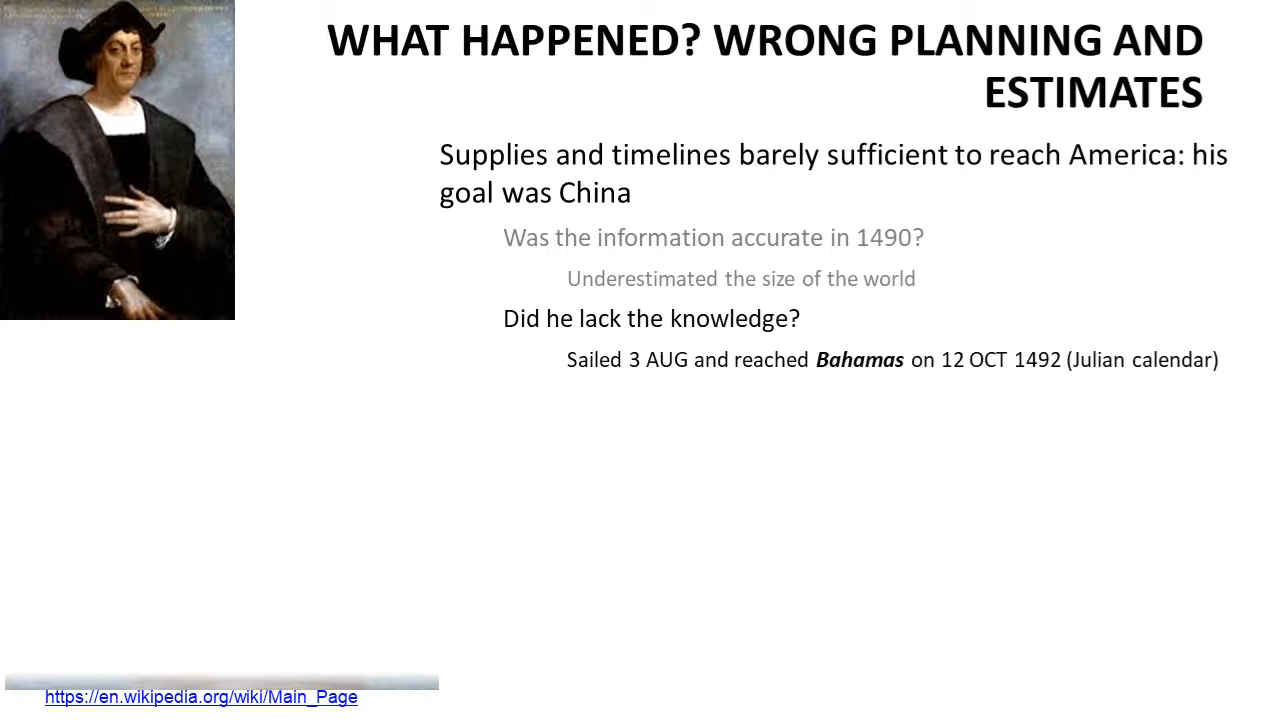 WHAT HAPPENED? WRONG PLANNING AND
ESTIMATES
Supplies and timelines barely sufficient to reach America: his
goal was China
Was the information accurate in 1490?
Underestimated the size of the world
Did he lack the knowledge?
Sailed 3 AUG and reached Bahamas on 12 OCT 1492 (Julian calendar)
https://en.wikipedia.org/wiki/Main_Page